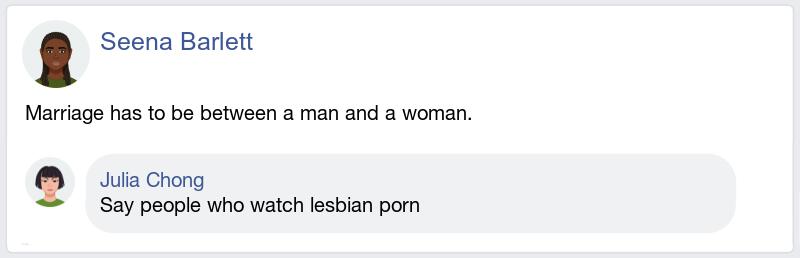 Seena Barlett
Marriage has to be between a man and a woman.
Julia Chong
Say people who watch lesbian porn